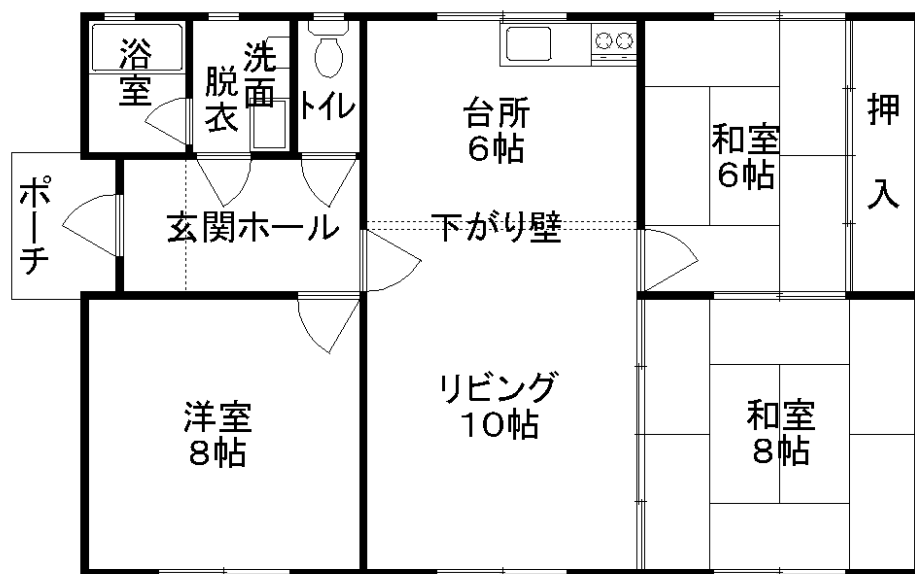 浴室
脱衣
洗面
トイレ
台所
6帖
和室
6帖
押入
ポーチ
玄関ホール
下がり壁
洋室
8帖
リビング
10帖
和室
8帖